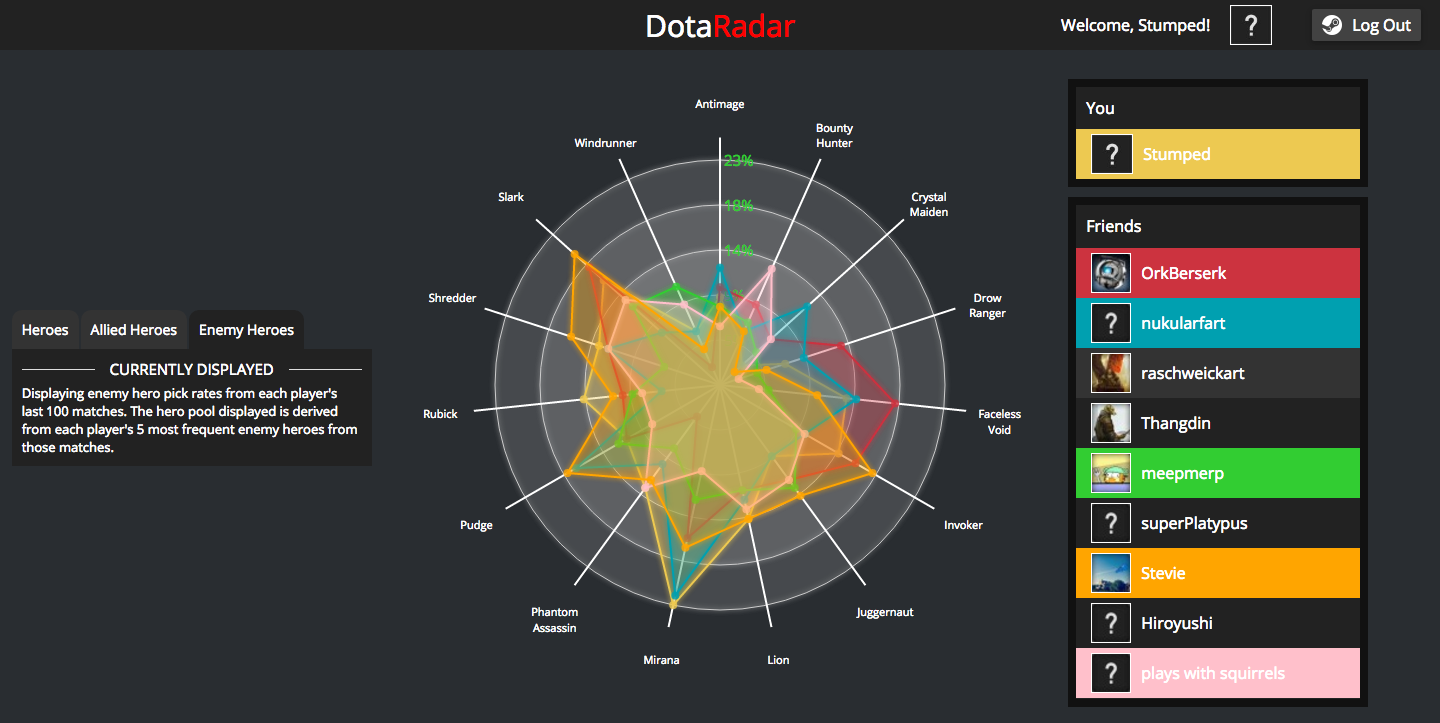 DotaRadar
Welcome, Stumped!
?
Log Out
Antimage
Bounty
Hunter
Crystal
Maiden
Drow
Ranger
Faceless
Void
Invoker
Juggernaut
Lion
Mirana
Phantom
Assassin
Pudge
Rubick
Shredder
Slark
Windrunner
23%
18%
14%
Heroes
Allied Heroes
Enemy Heroes
CURRENTLY DISPLAYED
Displaying enemy hero pick rates from each player's
last 100 matches. The hero pool displayed is derived
from each player's 5 most frequent enemy heroes from
those matches.
You
? Stumped
Friends
OrkBerserk
? nukularfart
raschweickart
Thangdin
meepmerp
? superPlatypus
Stevie
? Hiroyushi
? plays with squirrels